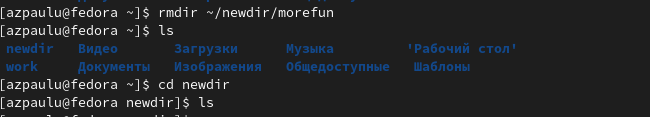 [azpaulu@fedora ~]$ rmdir ~/newdir/morefun
[azpaulu@fedora ~]$ ls
newdir Видео Загрузки Музыка 'Рабочий стол'
work Документы Изображения Общедоступные Шаблоны
[azpaulu@fedora ~]$ cd newdir
[azpaulu@fedora newdir]$ ls